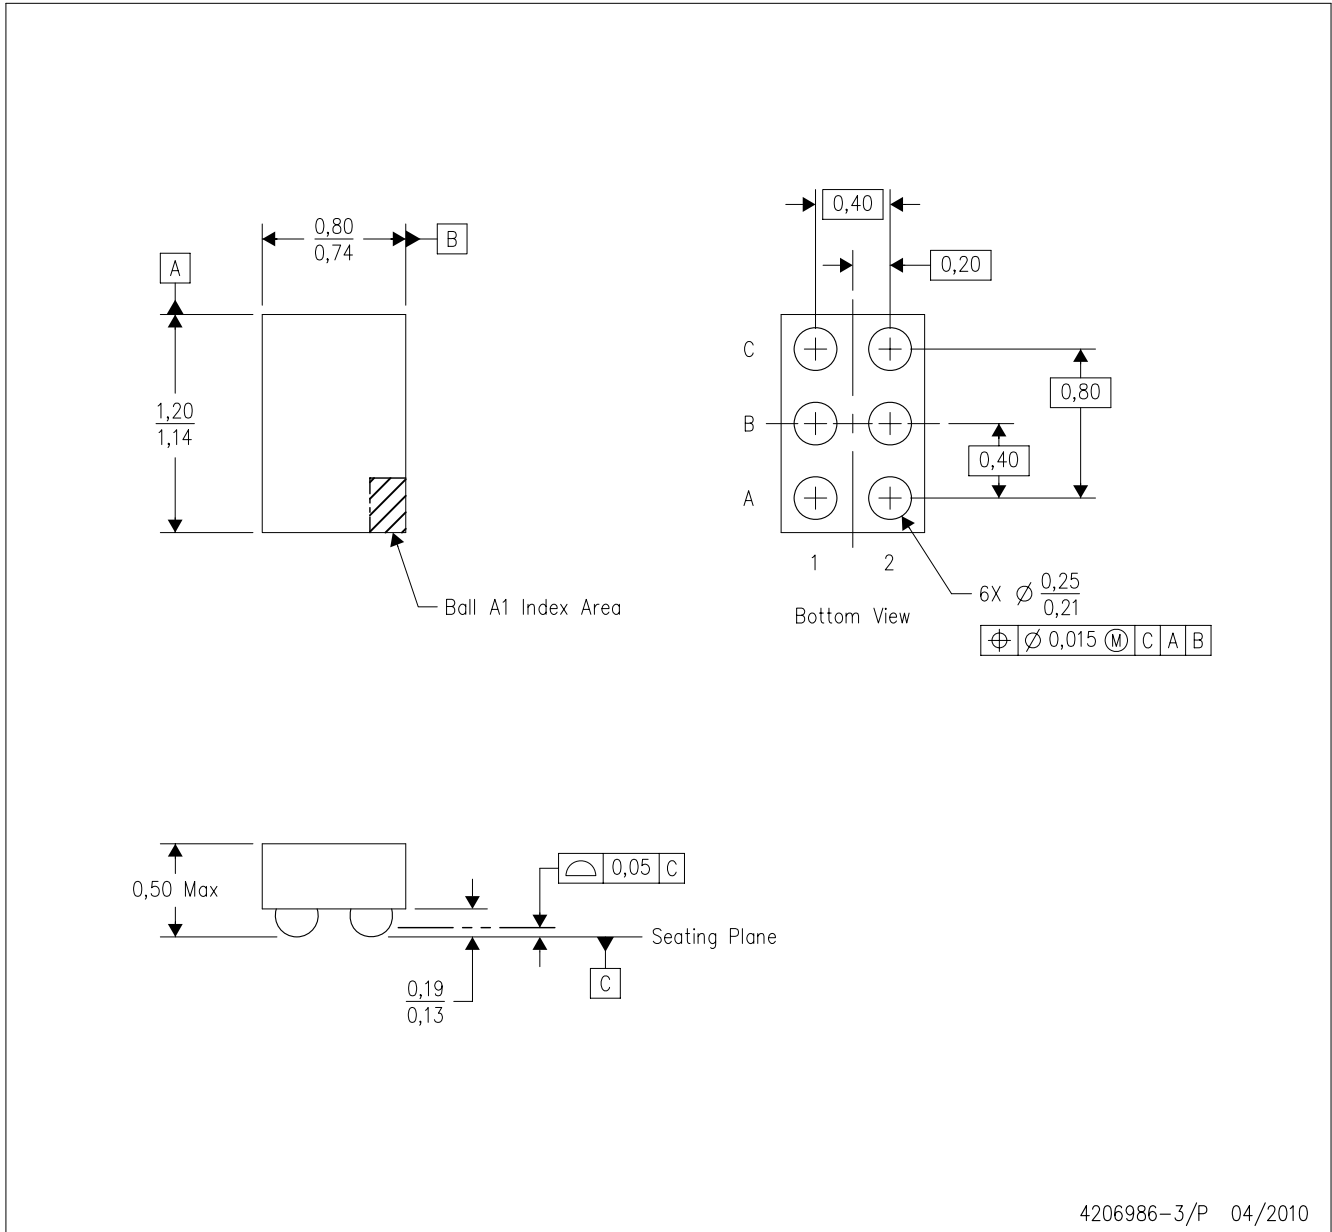 0,80
0,74
B
A
1,20
1,14
Ball A1 Index Area
0,40
0,20
C
B
A
0,80
0,40
1
2
Bottom View
6X Ø 0,25
0,21
⌖ Ø 0,015 Ⓜ C A B
0,50 Max
⌓ 0,05 C
Seating Plane
C
0,19
0,13
4206986-3/P 04/2010